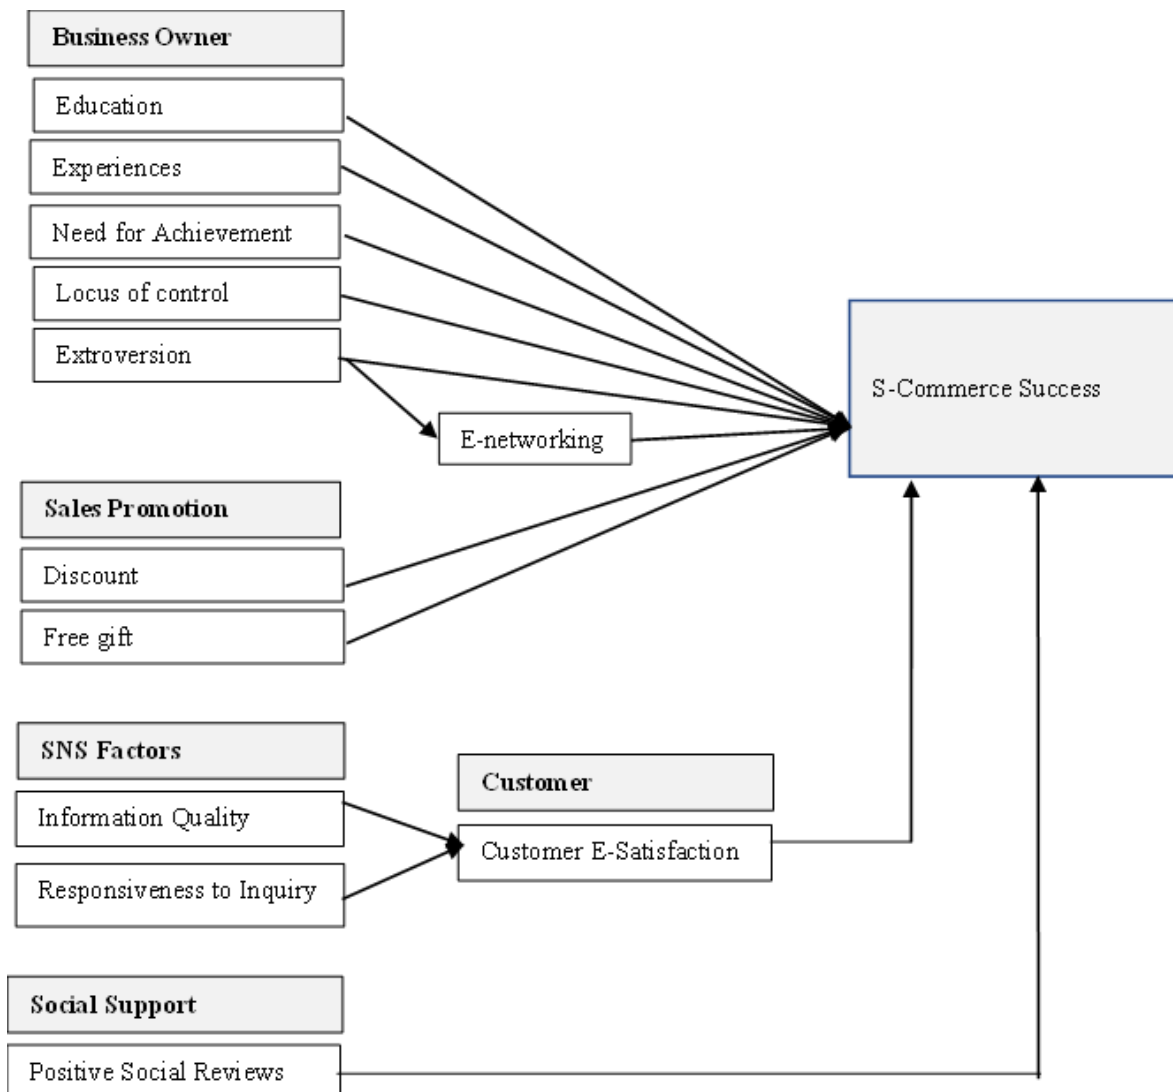 Business Owner
Education
Experiences
Need for Achievement
Locus of control
Extroversion
S-Commerce Success
E-networking
Sales Promotion
Discount
Free gift
SNS Factors
Information Quality
Responsiveness to Inquiry
Customer
Customer E-Satisfaction
Social Support
Positive Social Reviews